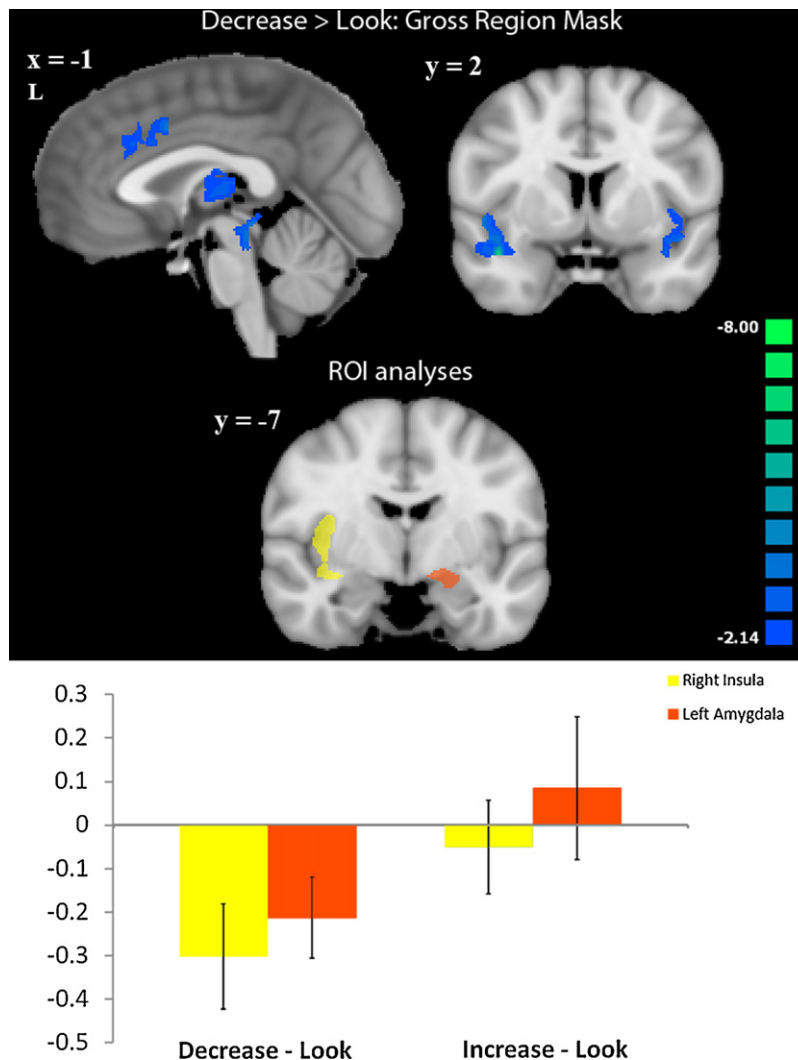 Decrease > Look: Gross Region Mask
x = -1
y = 2
L
-8.00
ROI analyses
y = -7
-2.14
Right Insula
Left Amygdala
0.3
0.2
0.1
0
-0.1
-0.2
-0.3
-0.4
-0.5
Decrease - Look
Increase - Look